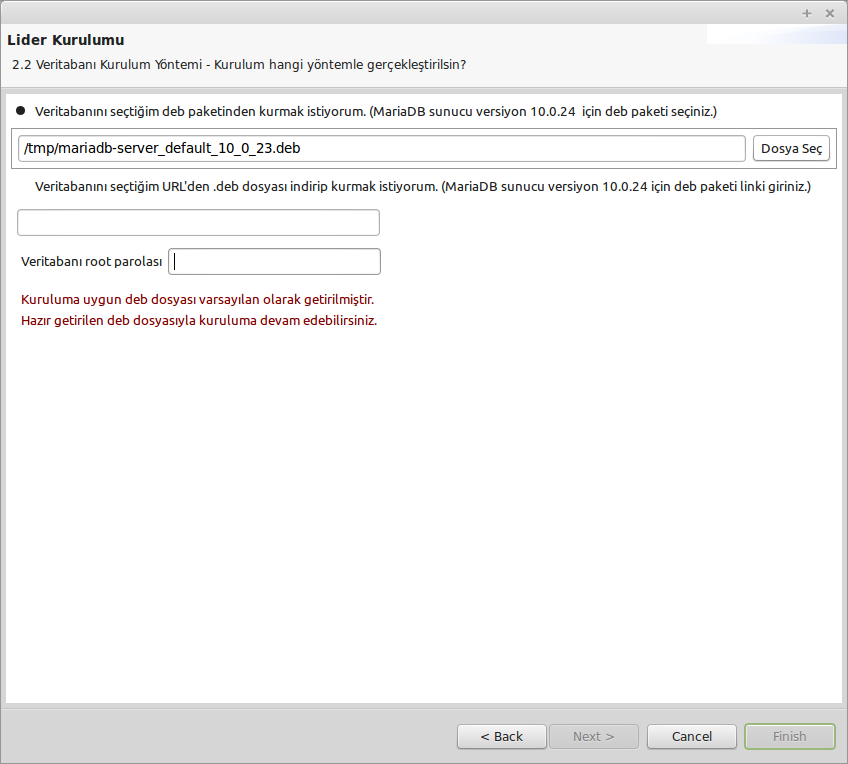 Lider Kurulumu
2.2 Veritabanı Kurulum Yöntemi - Kurulum hangi yöntemle gerçekleştirilsin?
Veritabanını seçtiğim deb paketinden kurmak istiyorum. (MariaDB sunucu versiyon 10.0.24  için deb paketi seçiniz.)
/tmp/mariadb-server_default_10_0_23.deb
Dosya Seç
Veritabanını seçtiğim URL'den .deb dosyası indirip kurmak istiyorum. (MariaDB sunucu versiyon 10.0.24 için deb paketi linki giriniz.)
Veritabanı root parolası
Kuruluma uygun deb dosyası varsayılan olarak getirilmiştir.
Hazır getirilen deb dosyasıyla kuruluma devam edebilirsiniz.
< Back
Next >
Cancel
Finish